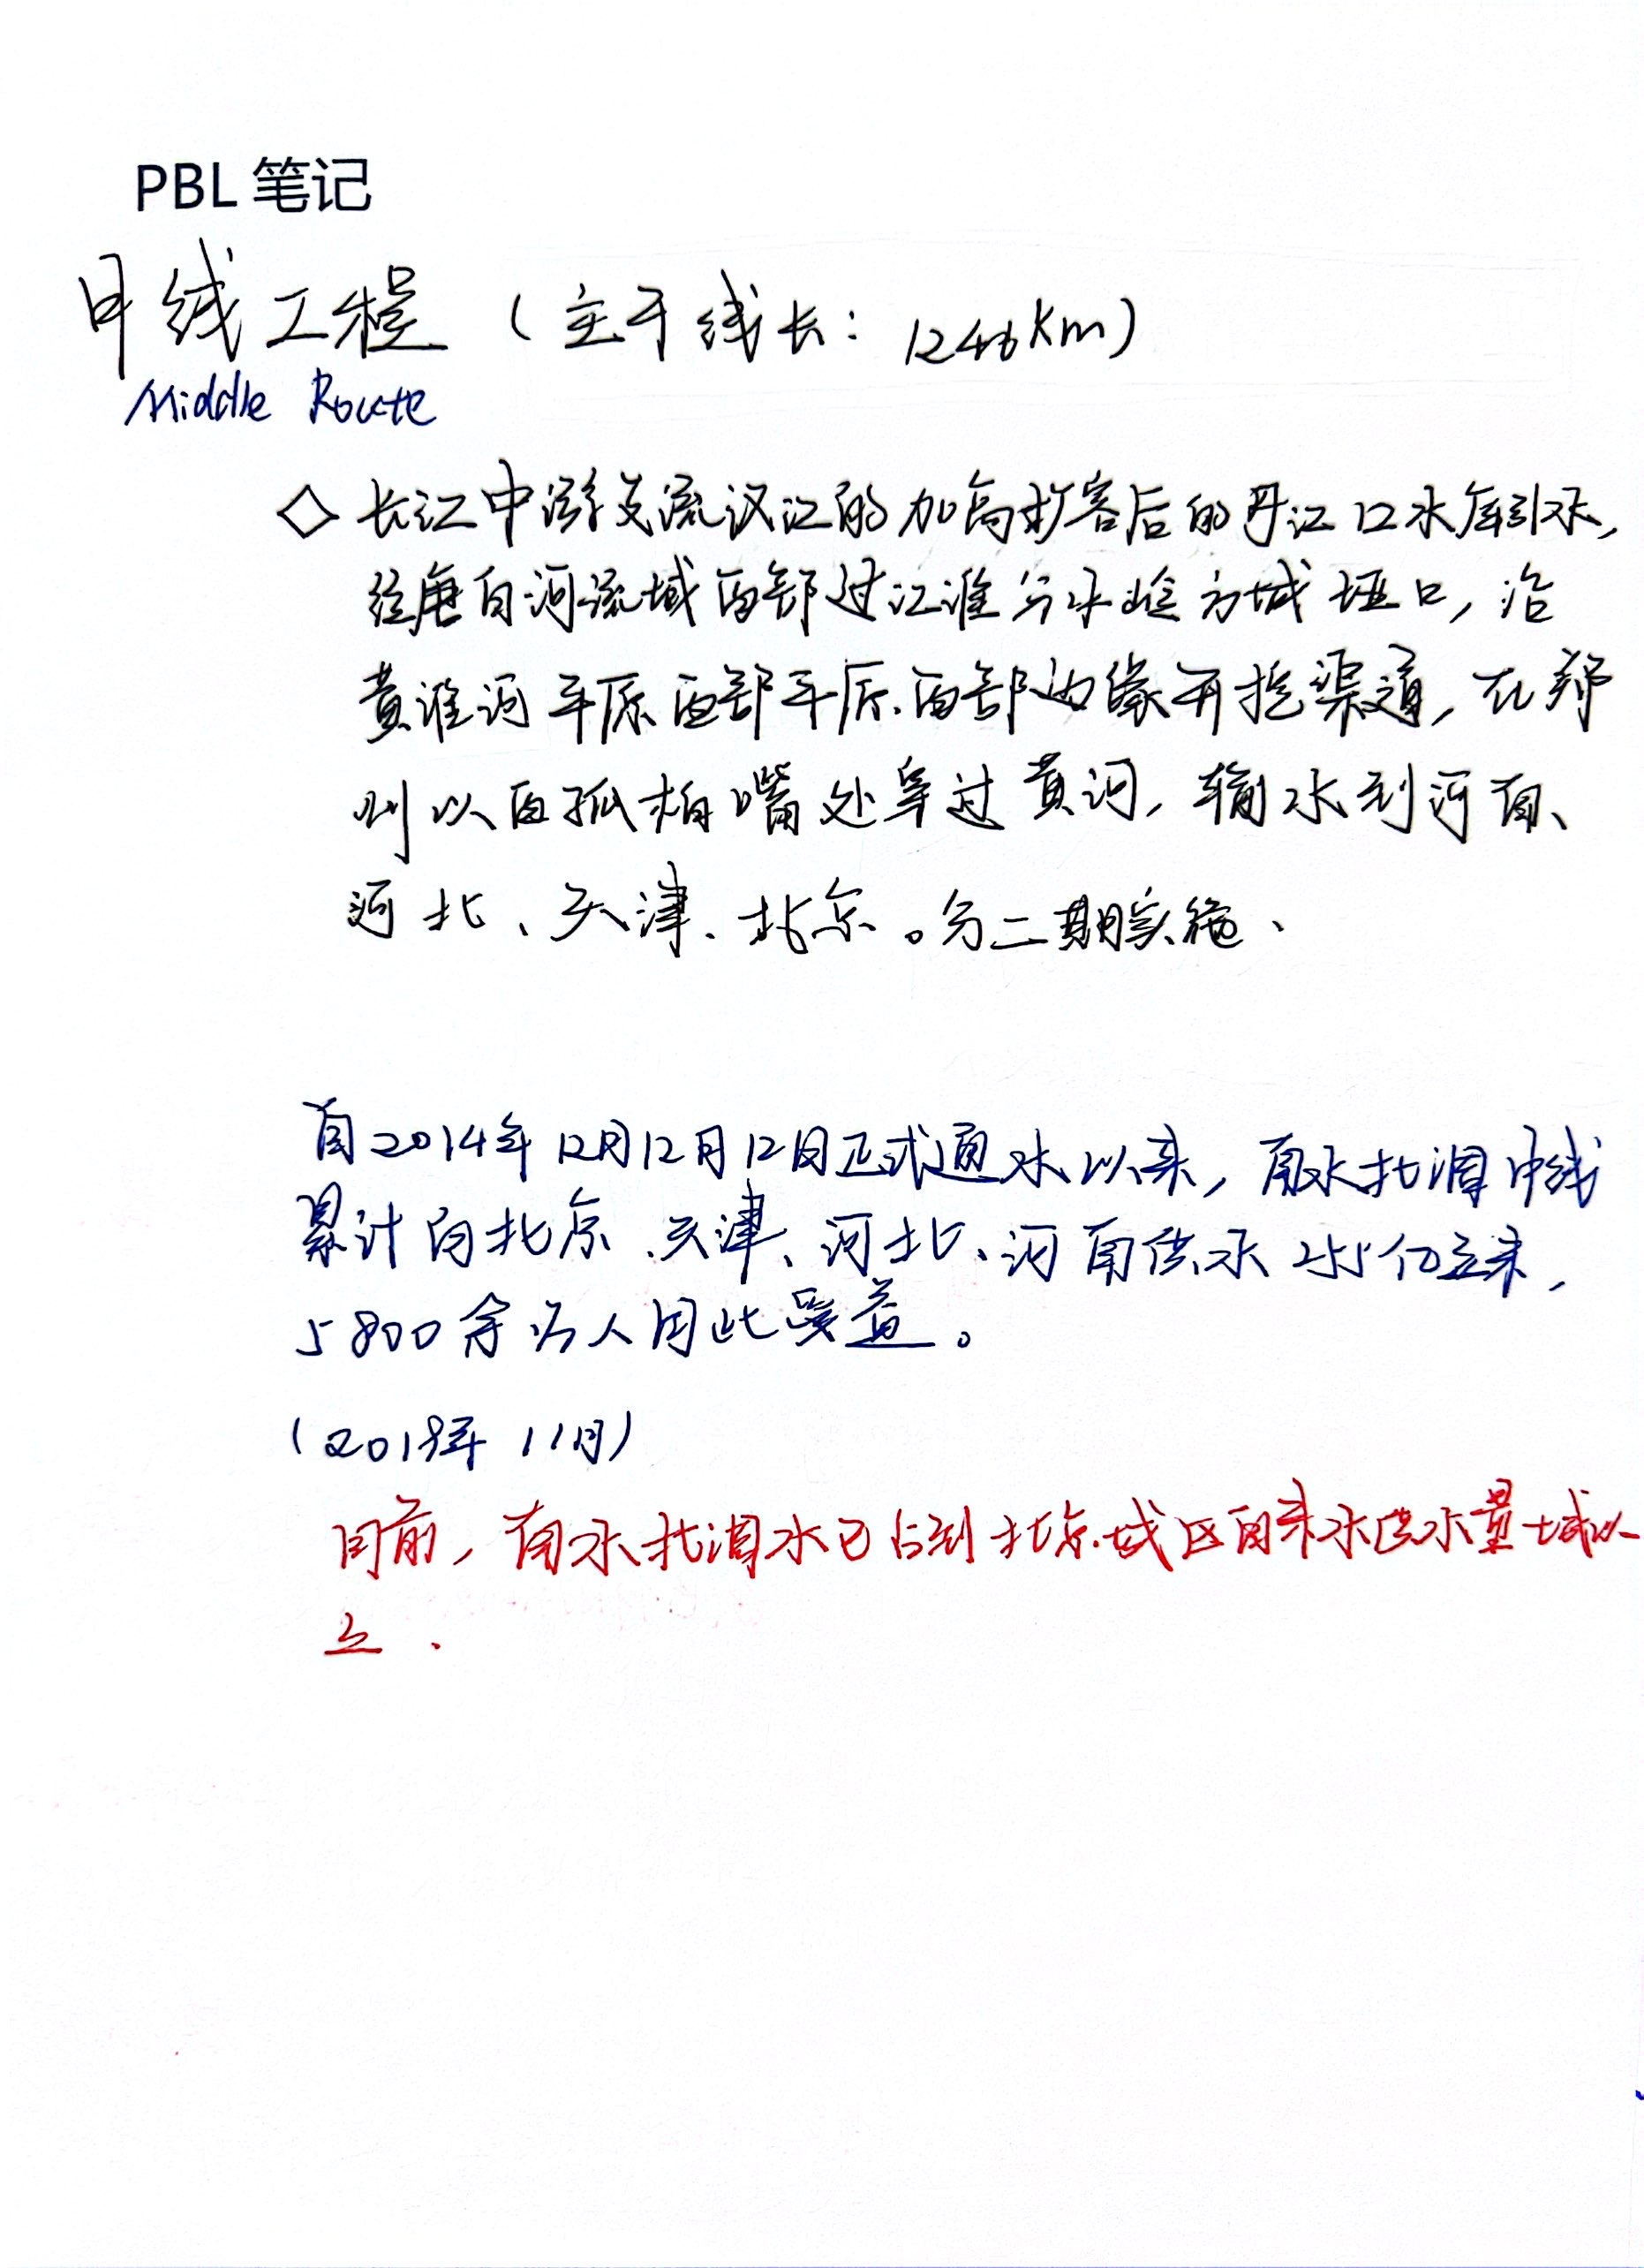 PBL 笔记
中线工程（主干线长：1246Km）
Middle Route
◇ 长江中游支流汉江的加高扩容后的丹江口水库引水，
经唐白河流域西部过江淮分水岭方城垭口，沿
黄淮河平原西部平原西部边缘开挖渠道，在郑
州以西孤柏嘴处穿过黄河，输水到河南、
河北、天津、北京。分二期实施、
自2014年12月12月12日正式通水以来，南水北调中线
累计向北京、天津、河北、河南供水255亿立米，
5800余万人因此受益。
（2019年 11月）
目前，南水北调水已占到北京城区自来水供水量七城以
上．